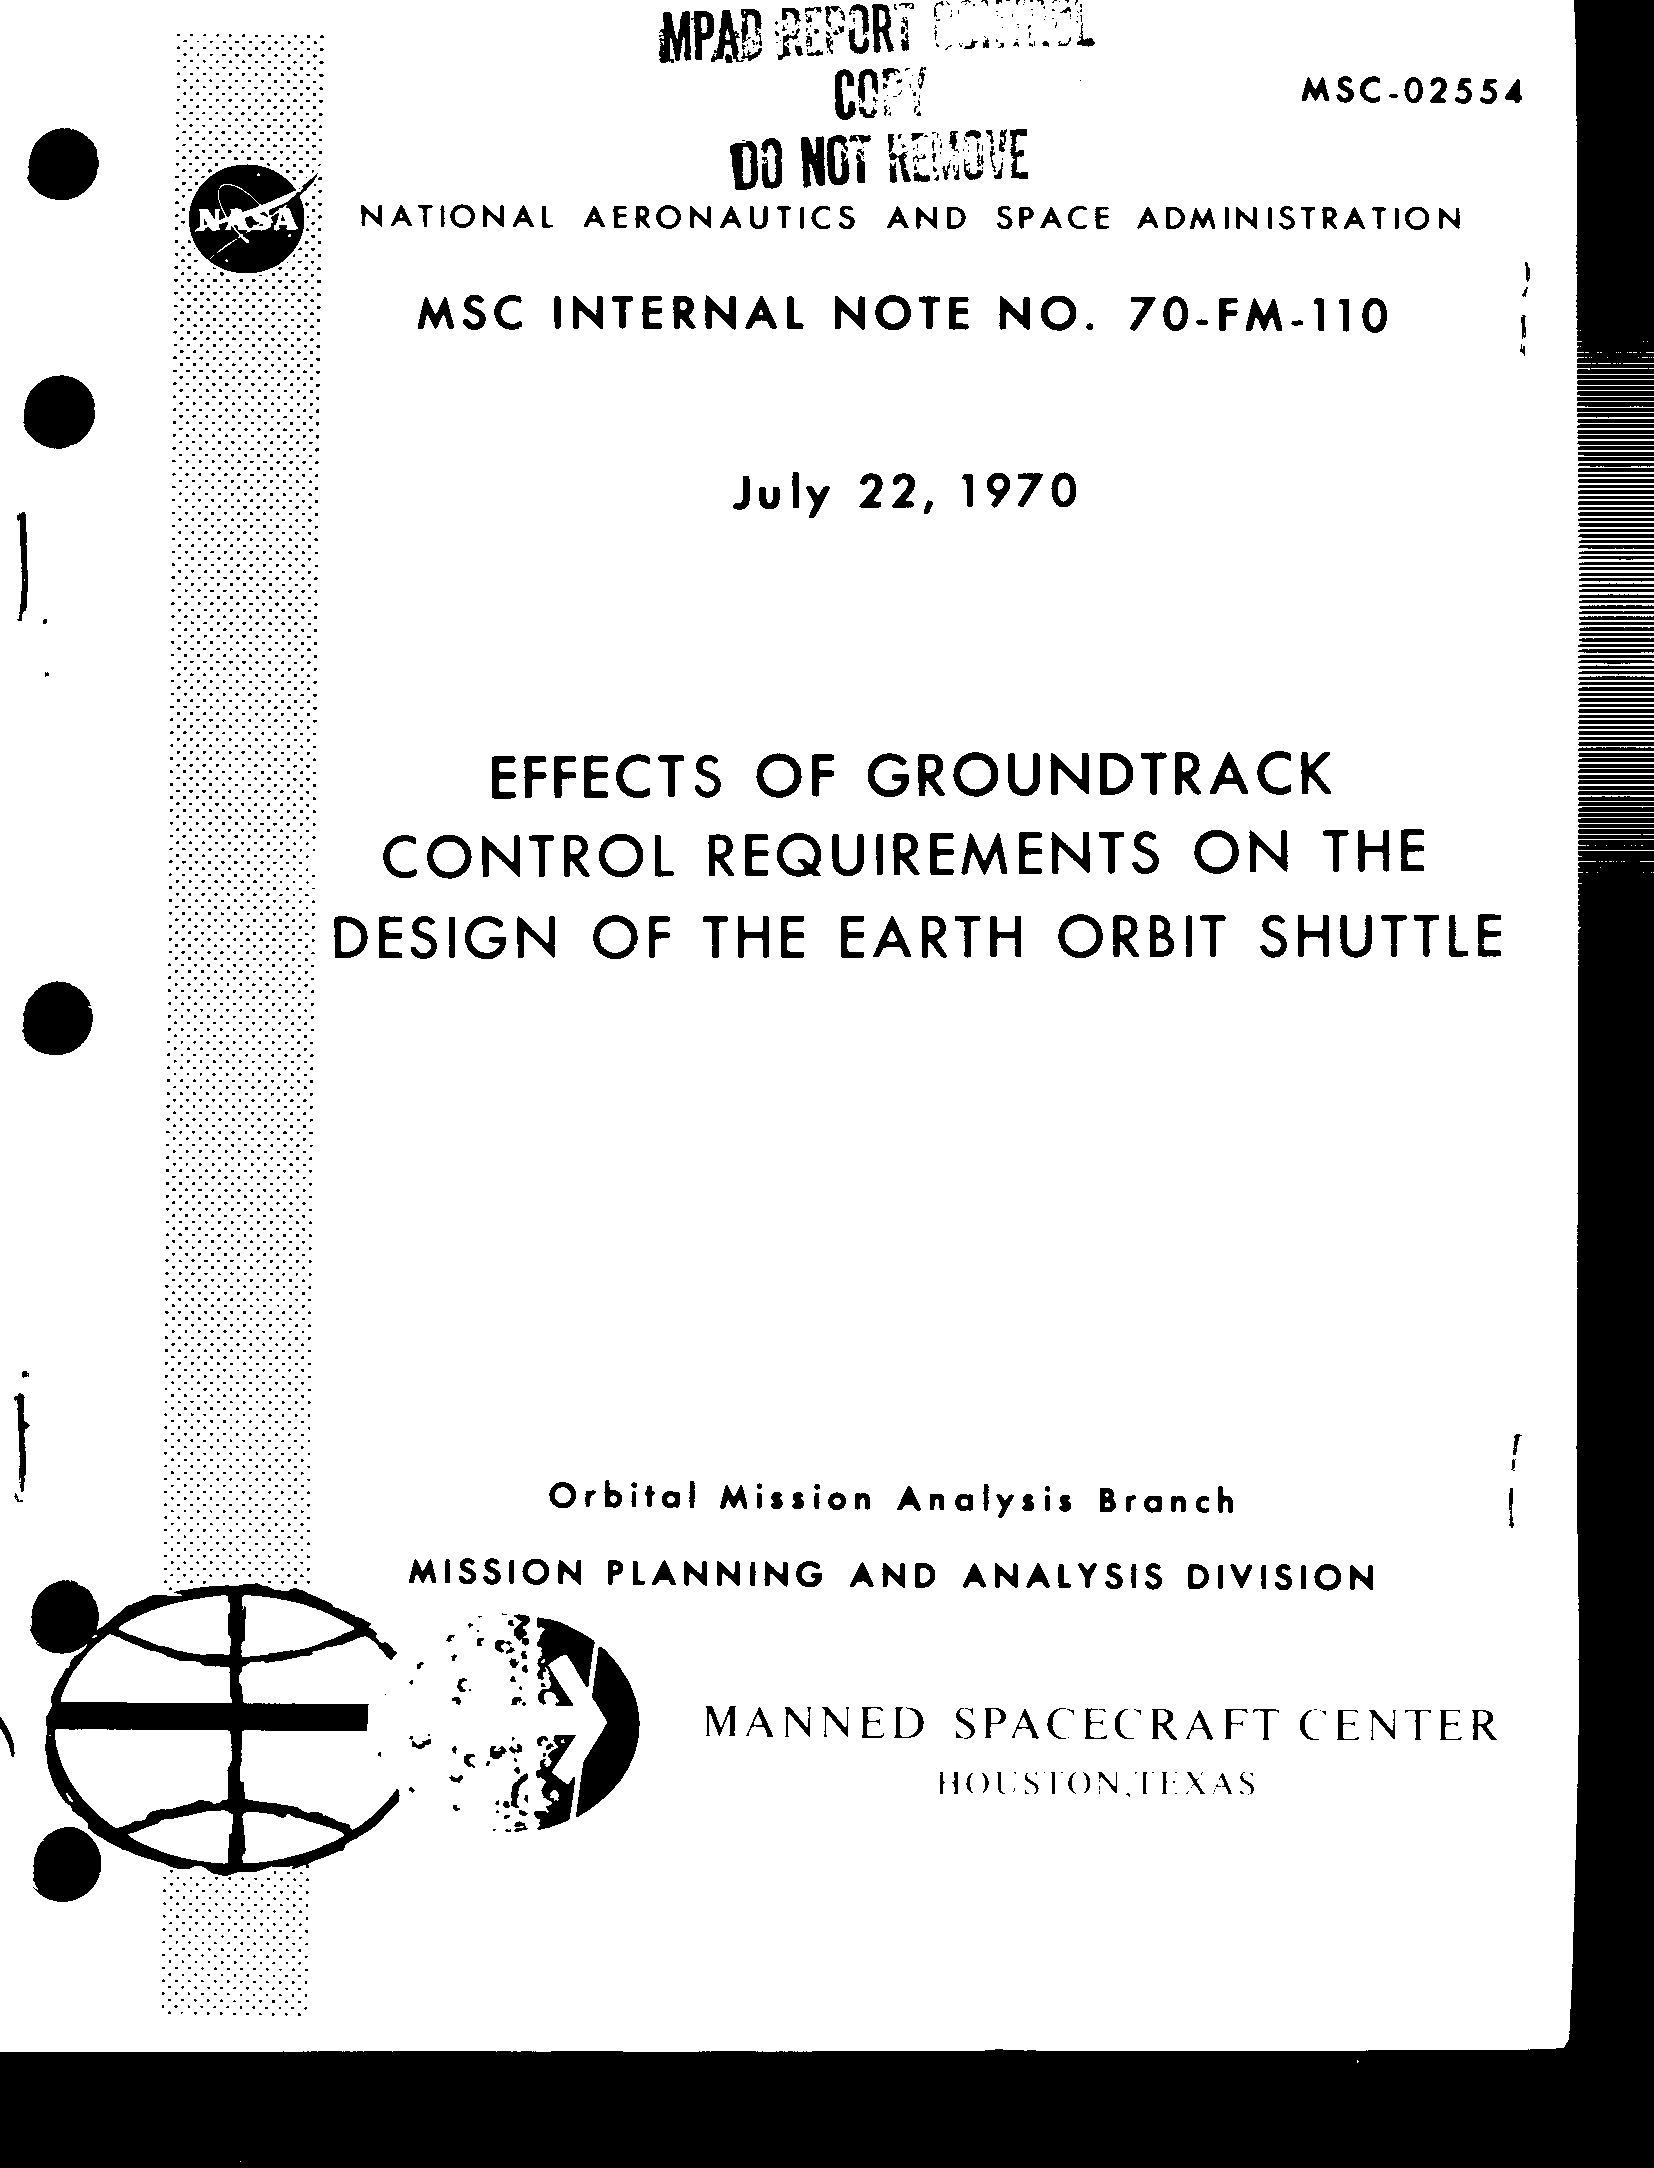 MPAD REPORT CONTROL
COPY
DO NOT REMOVE
MSC-02554
NASA
NATIONAL AERONAUTICS AND SPACE ADMINISTRATION
MSC INTERNAL NOTE NO. 70-FM-110
July 22, 1970
EFFECTS OF GROUNDTRACK
CONTROL REQUIREMENTS ON THE
DESIGN OF THE EARTH ORBIT SHUTTLE
Orbital Mission Analysis Branch
MISSION PLANNING AND ANALYSIS DIVISION
MANNED SPACECRAFT CENTER
HOUSTON, TEXAS